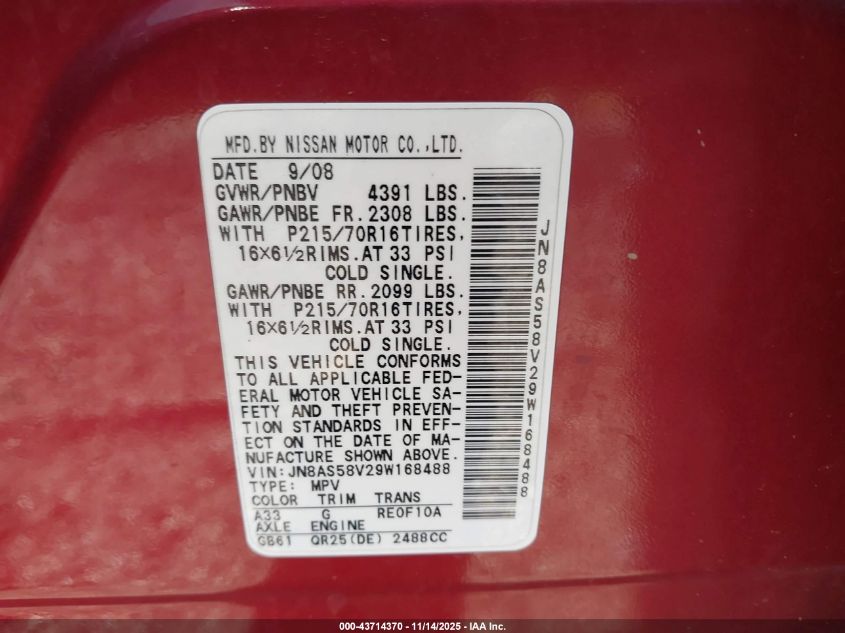 MFD.BY NISSAN MOTOR CO.,LTD.
DATE 9/08
GVWR/PNBV 4391 LBS.
GAWR/PNBE FR.2308 LBS.
WITH P215/70R16TIRES,
16×6½RIMS.AT 33 PSI
COLD SINGLE.
GAWR/PNBE RR.2099 LBS.
WITH P215/70R16TIRES,
16×6½RIMS.AT 33 PSI
COLD SINGLE.
THIS VEHICLE CONFORMS
TO ALL APPLICABLE FED-
ERAL MOTOR VEHICLE SA-
FETY AND THEFT PREVEN-
TION STANDARDS IN EFF-
ECT ON THE DATE OF MA-
NUFACTURE SHOWN ABOVE.
VIN:JN8AS58V29W168488
TYPE: MPV
COLOR TRIM TRANS
A33 G RE0F10A
AXLE ENGINE
GB61 QR25(DE) 2488CC
JN8AS58V29W168488
000-43714370 - 11/14/2025 - IAA Inc.